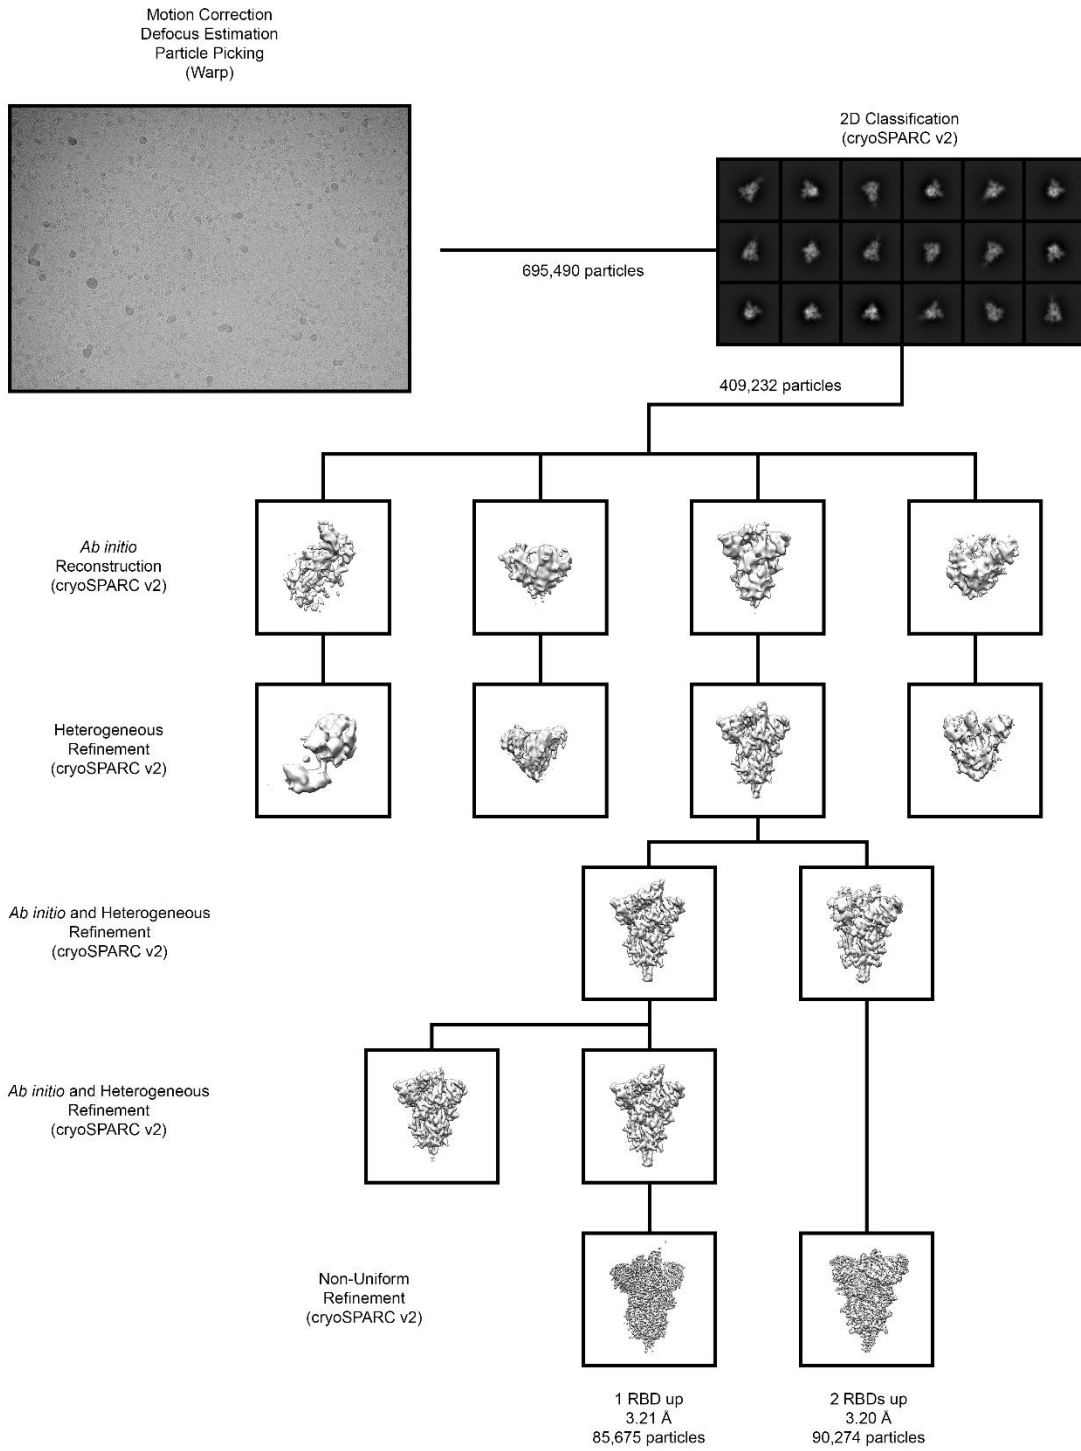 Motion Correction
Defocus Estimation
Particle Picking
(Warp)
2D Classification
(cryoSPARC v2)
695,490 particles
409,232 particles
Ab initio
Reconstruction
(cryoSPARC v2)
Heterogeneous
Refinement
(cryoSPARC v2)
Ab initio and Heterogeneous
Refinement
(cryoSPARC v2)
Ab initio and Heterogeneous
Refinement
(cryoSPARC v2)
Non-Uniform
Refinement
(cryoSPARC v2)
1 RBD up
3.21 Å
85,675 particles
2 RBDs up
3.20 Å
90,274 particles